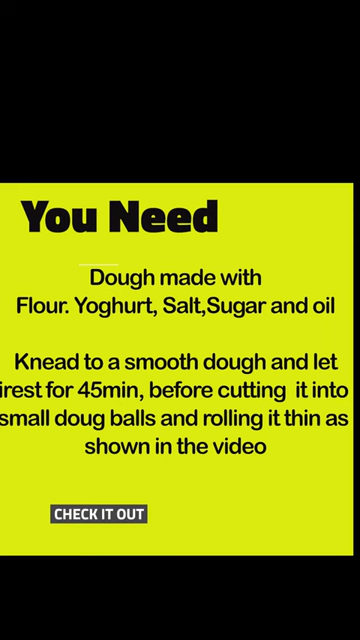 You Need
Dough made with
Flour. Yoghurt, Salt,Sugar and oil
Knead to a smooth dough and let
irest for 45min, before cutting it into
small doug balls and rolling it thin as
shown in the video
CHECK IT OUT